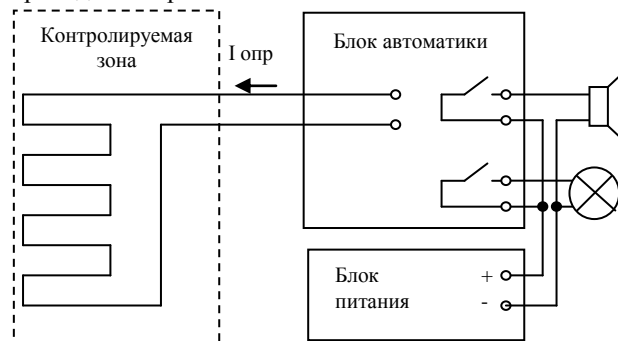 Контролируемая
зона
I опр
Блок автоматики
Блок
питания
+
-